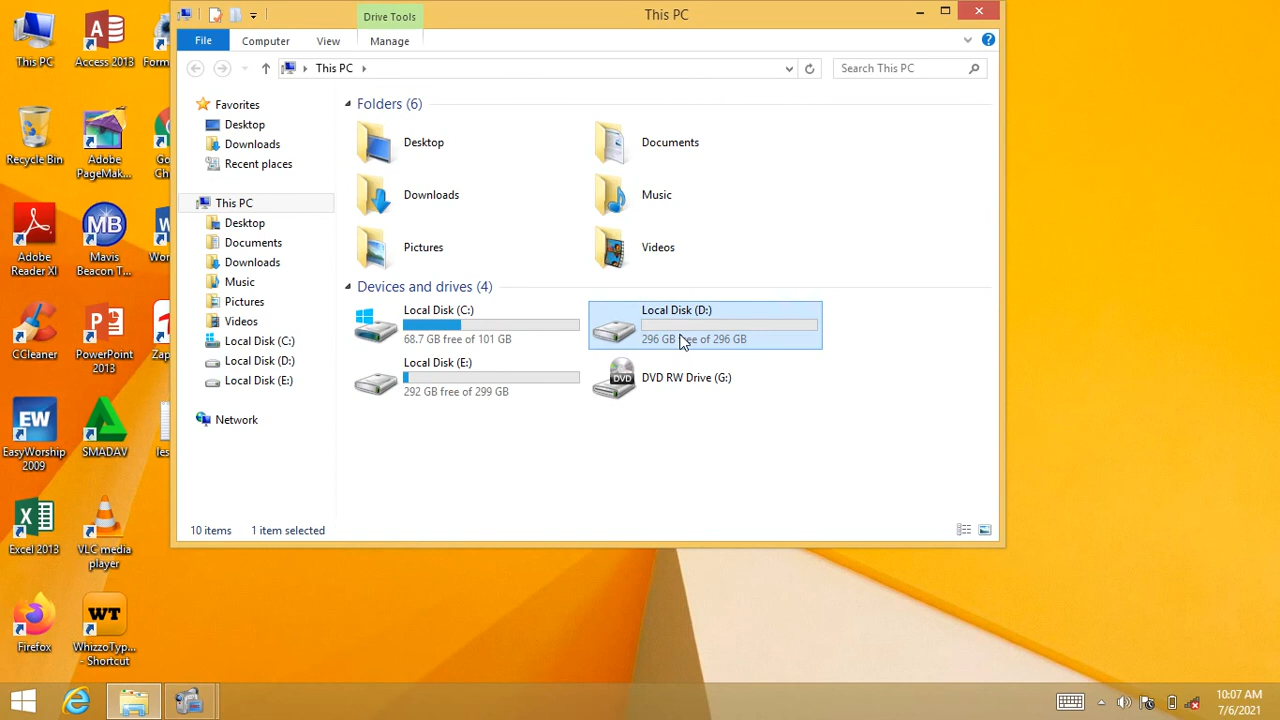 This PC
Access 2013
Form
Recycle Bin
Adobe
PageMak...
Go
Ch
Adobe
Reader XI
MB
Mavis
Beacon T...
Wor
CCleaner
PowerPoint
2013
Zap
EW
EasyWorship
2009
SMADAV
les
Excel 2013
VLC media
player
Firefox
WT
WhizzoTyp...
- Shortcut
Drive Tools
This PC
File
Computer
View
Manage
This PC
Search This PC
Favorites
Desktop
Downloads
Recent places
This PC
Desktop
Documents
Downloads
Music
Pictures
Videos
Local Disk (C:)
Local Disk (D:)
Local Disk (E:)
Network
Folders (6)
Desktop
Documents
Downloads
Music
Pictures
Videos
Devices and drives (4)
Local Disk (C:)
68.7 GB free of 101 GB
Local Disk (D:)
296 GB free of 296 GB
Local Disk (E:)
292 GB free of 299 GB
DVD
DVD RW Drive (G:)
10 items
1 item selected
10:07 AM
7/6/2021